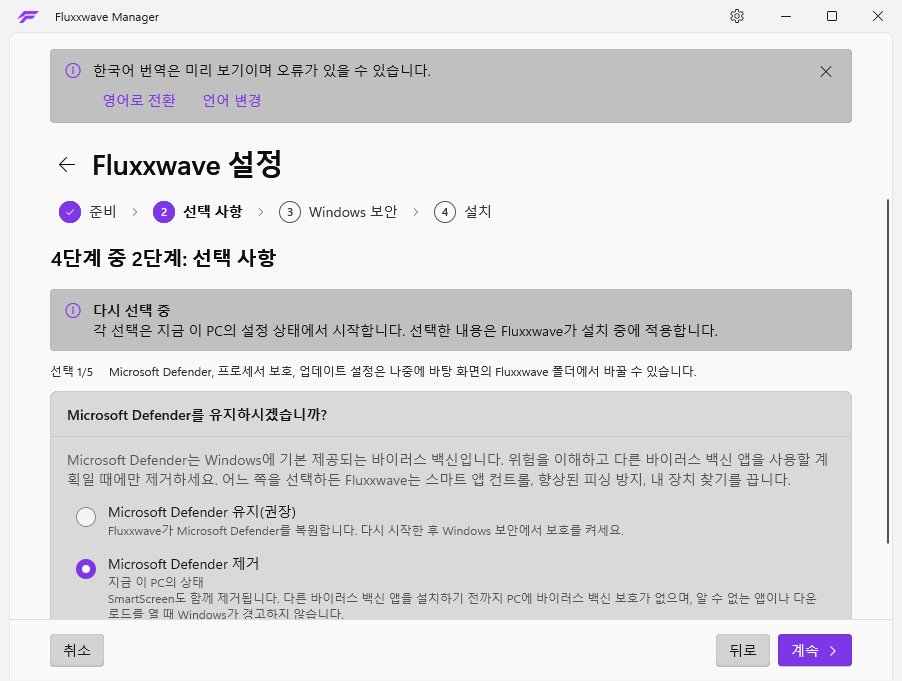 Fluxxwave Manager
한국어 번역은 미리 보기이며 오류가 있을 수 있습니다.
영어로 전환 언어 변경
Fluxxwave 설정
준비 2 선택 사항 3 Windows 보안 4 설치
4단계 중 2단계: 선택 사항
다시 선택 중
각 선택은 지금 이 PC의 설정 상태에서 시작합니다. 선택한 내용은 Fluxxwave가 설치 중에 적용합니다.
선택 1/5 Microsoft Defender, 프로세서 보호, 업데이트 설정은 나중에 바탕 화면의 Fluxxwave 폴더에서 바꿀 수 있습니다.
Microsoft Defender를 유지하시겠습니까?
Microsoft Defender는 Windows에 기본 제공되는 바이러스 백신입니다. 위험을 이해하고 다른 바이러스 백신 앱을 사용할 계
획일 때에만 제거하세요. 어느 쪽을 선택하든 Fluxxwave는 스마트 앱 컨트롤, 향상된 피싱 방지, 내 장치 찾기를 끕니다.
Microsoft Defender 유지(권장)
Fluxxwave가 Microsoft Defender를 복원합니다. 다시 시작한 후 Windows 보안에서 보호를 켜세요.
Microsoft Defender 제거
지금 이 PC의 상태
SmartScreen도 함께 제거됩니다. 다른 바이러스 백신 앱을 설치하기 전까지 PC에 바이러스 백신 보호가 없으며, 알 수 없는 앱이나 다운
로드를 열 때 Windows가 경고하지 않습니다.
취소 뒤로 계속